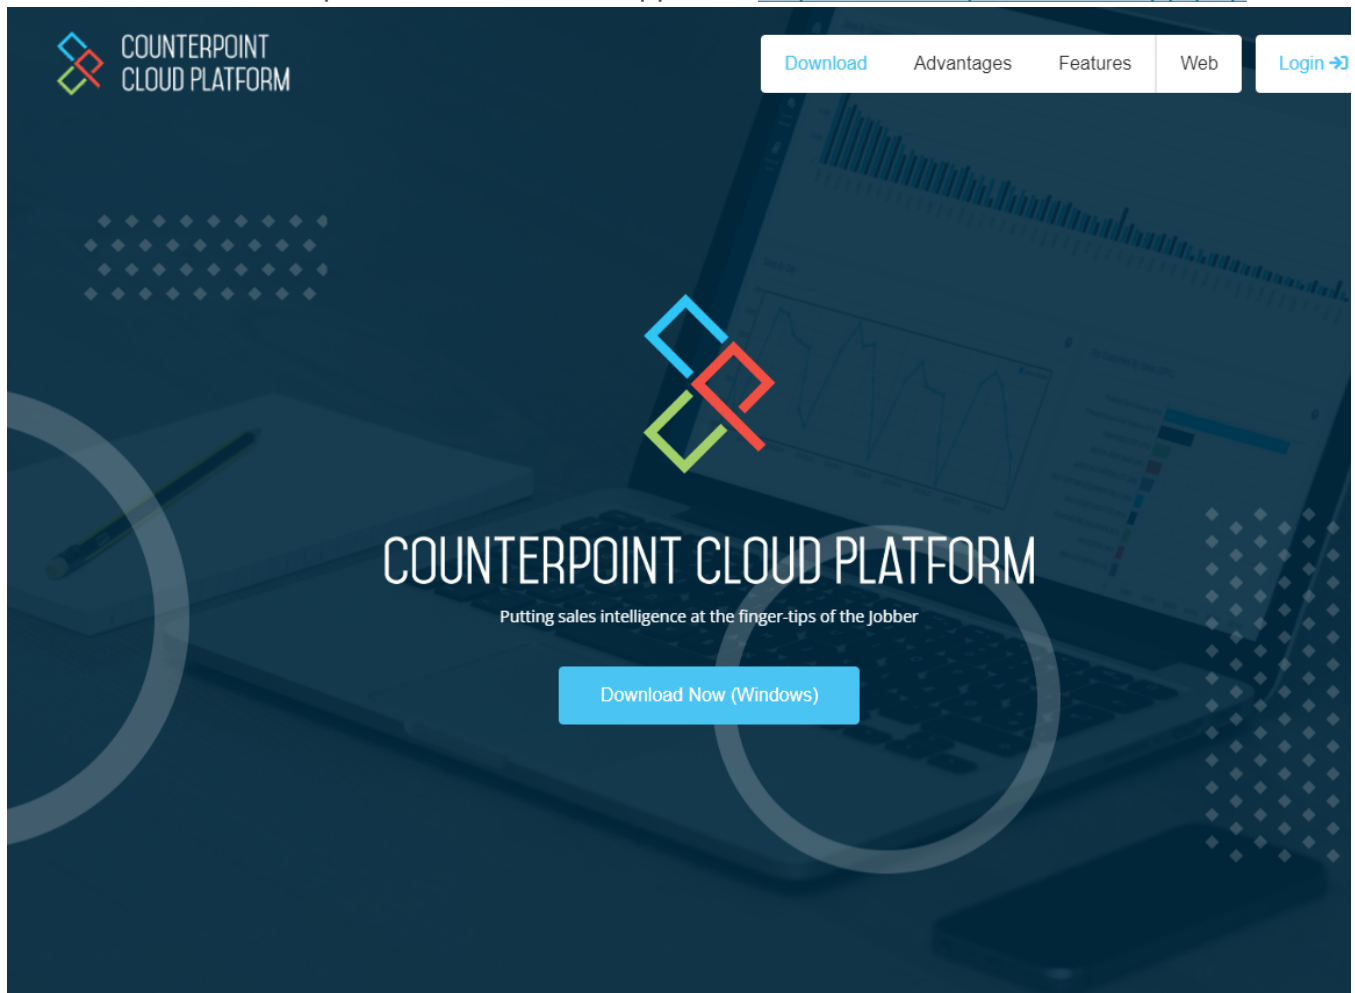 COUNTERPOINT
CLOUD PLATFORM
Download Advantages Features Web Login
COUNTERPOINT CLOUD PLATFORM
Putting sales intelligence at the finger-tips of the Jobber
Download Now (Windows)